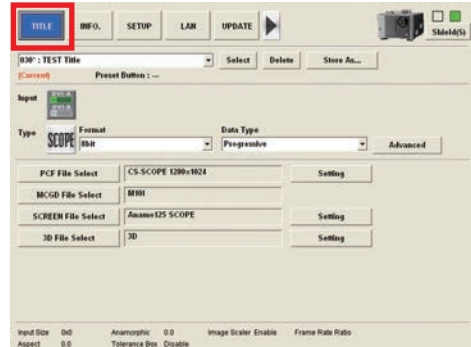 TITLE INFO. SETUP LAN UPDATE Shield(S)
030* : TEST Title Select Delete Store As...
(Current) Preset Button : ---
Input DVI-A
Type SCOPE Format Data Type
8bit Progressive Advanced
PCF File Select CS-SCOPE 1280x1024 Setting
MCGD File Select M101
SCREEN File Select Anamo125 SCOPE Setting
3D File Select 3D Setting
Input Size 0x0 Anamorphic 0.0 Image Scaler Enable Frame Rate Ratio
Aspect 0.0 Tolerance Box Disable